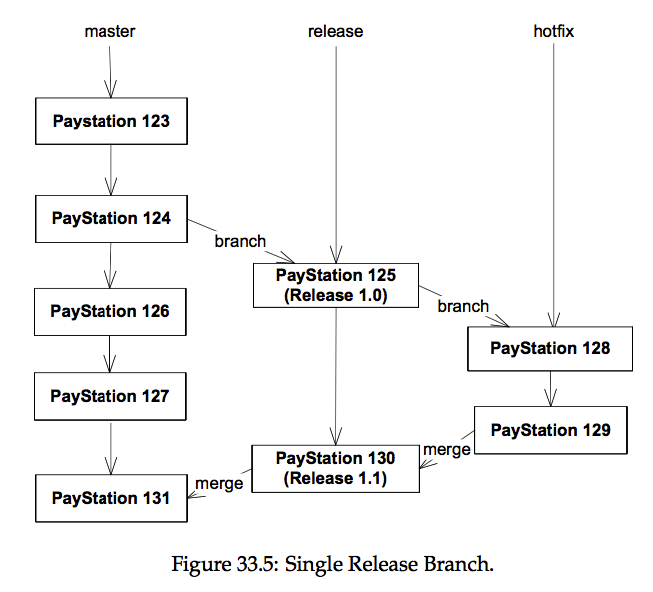 master
release
hotfix
Paystation 123
PayStation 124
branch
PayStation 125
(Release 1.0)
branch
PayStation 126
PayStation 128
PayStation 127
PayStation 129
merge
PayStation 130
(Release 1.1)
merge
PayStation 131
Figure 33.5: Single Release Branch.